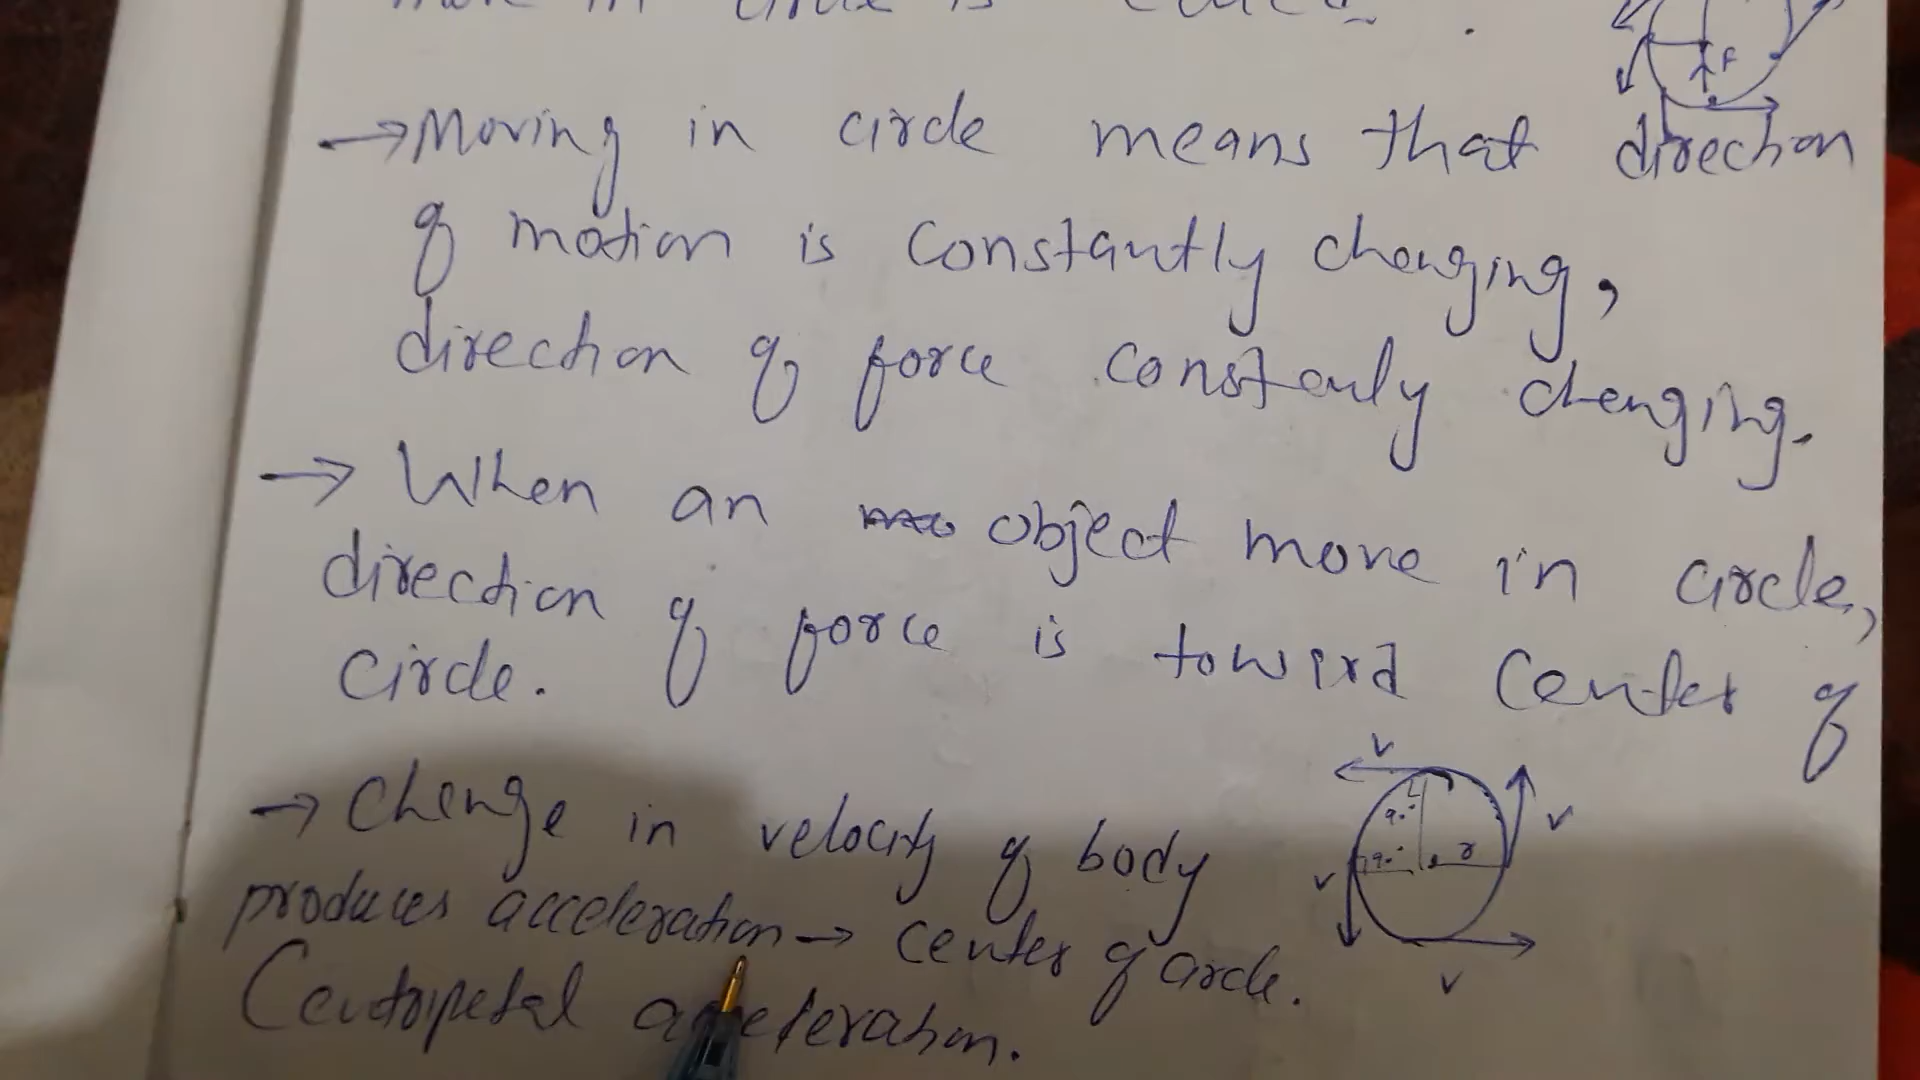 → Moving in circle means that direction
of motion is constantly changing,
direction of force constanly changing.
→ When an object move in circle,
direction of force is toward center of
circle.
→ Change in velocity of body
produces acceleration → center of circle.
Centripetal acceleration.
F
v
v
90°
90°
r
v
v